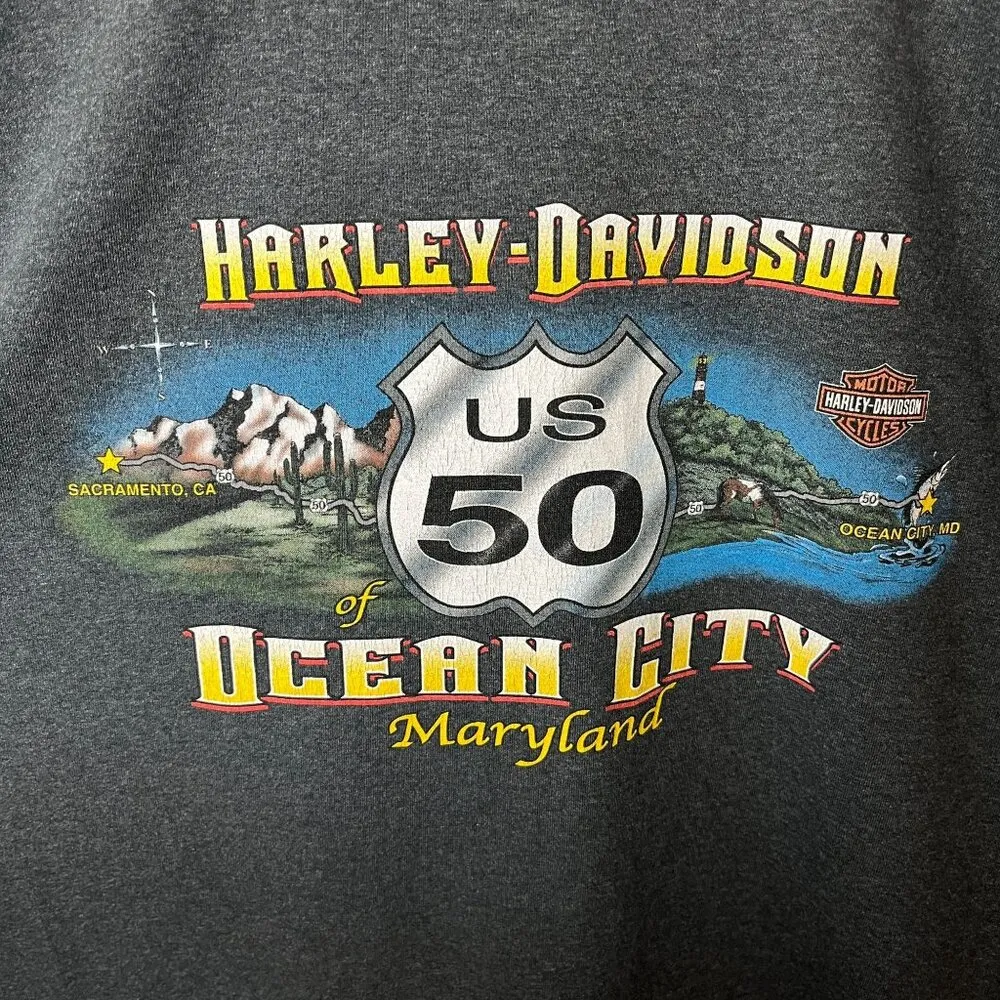 HARLEY-DAVIDSON
N
W E
S
US
50
MOTOR
HARLEY-DAVIDSON
CYCLES
SACRAMENTO, CA
50
50
50
50
OCEAN CITY, MD
of
OCEAN CITY
Maryland